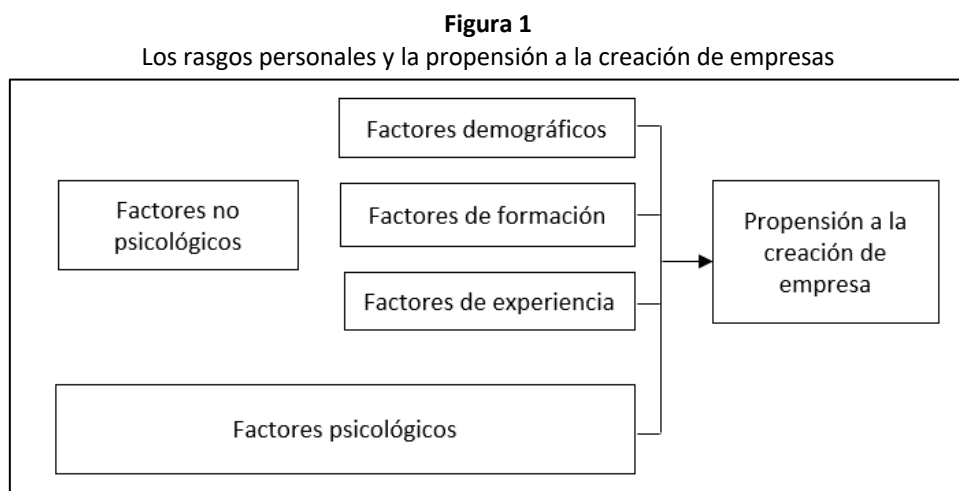 Figura 1
Los rasgos personales y la propensión a la creación de empresas
Factores demográficos
Factores no
psicológicos
Factores de formación
Factores de experiencia
Propensión a la
creación de
empresa
Factores psicológicos